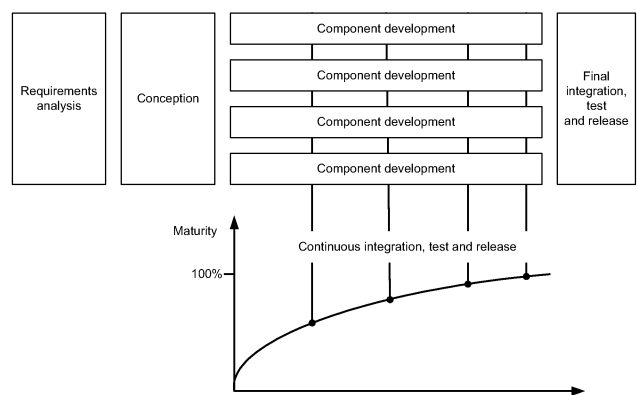 Requirements
analysis
Conception
Component development
Component development
Component development
Component development
Final
integration,
test
and release
Maturity
Continuous integration, test and release
100%